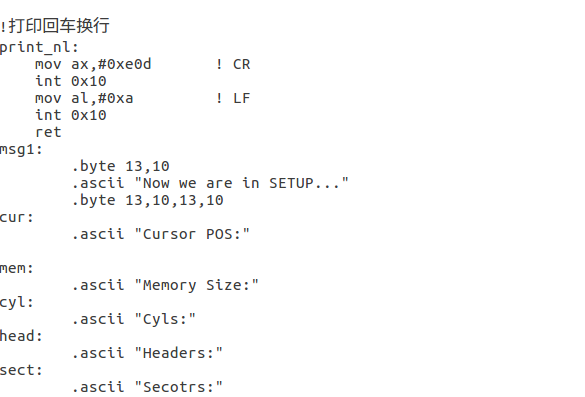 !打印回车换行
print_nl:
    mov ax,#0xe0d       ! CR
    int 0x10
    mov al,#0xa         ! LF
    int 0x10
    ret
msg1:
        .byte 13,10
        .ascii "Now we are in SETUP..."
        .byte 13,10,13,10
cur:
        .ascii "Cursor POS:"

mem:
        .ascii "Memory Size:"
cyl:
        .ascii "Cyls:"
head:
        .ascii "Headers:"
sect:
        .ascii "Secotrs:"